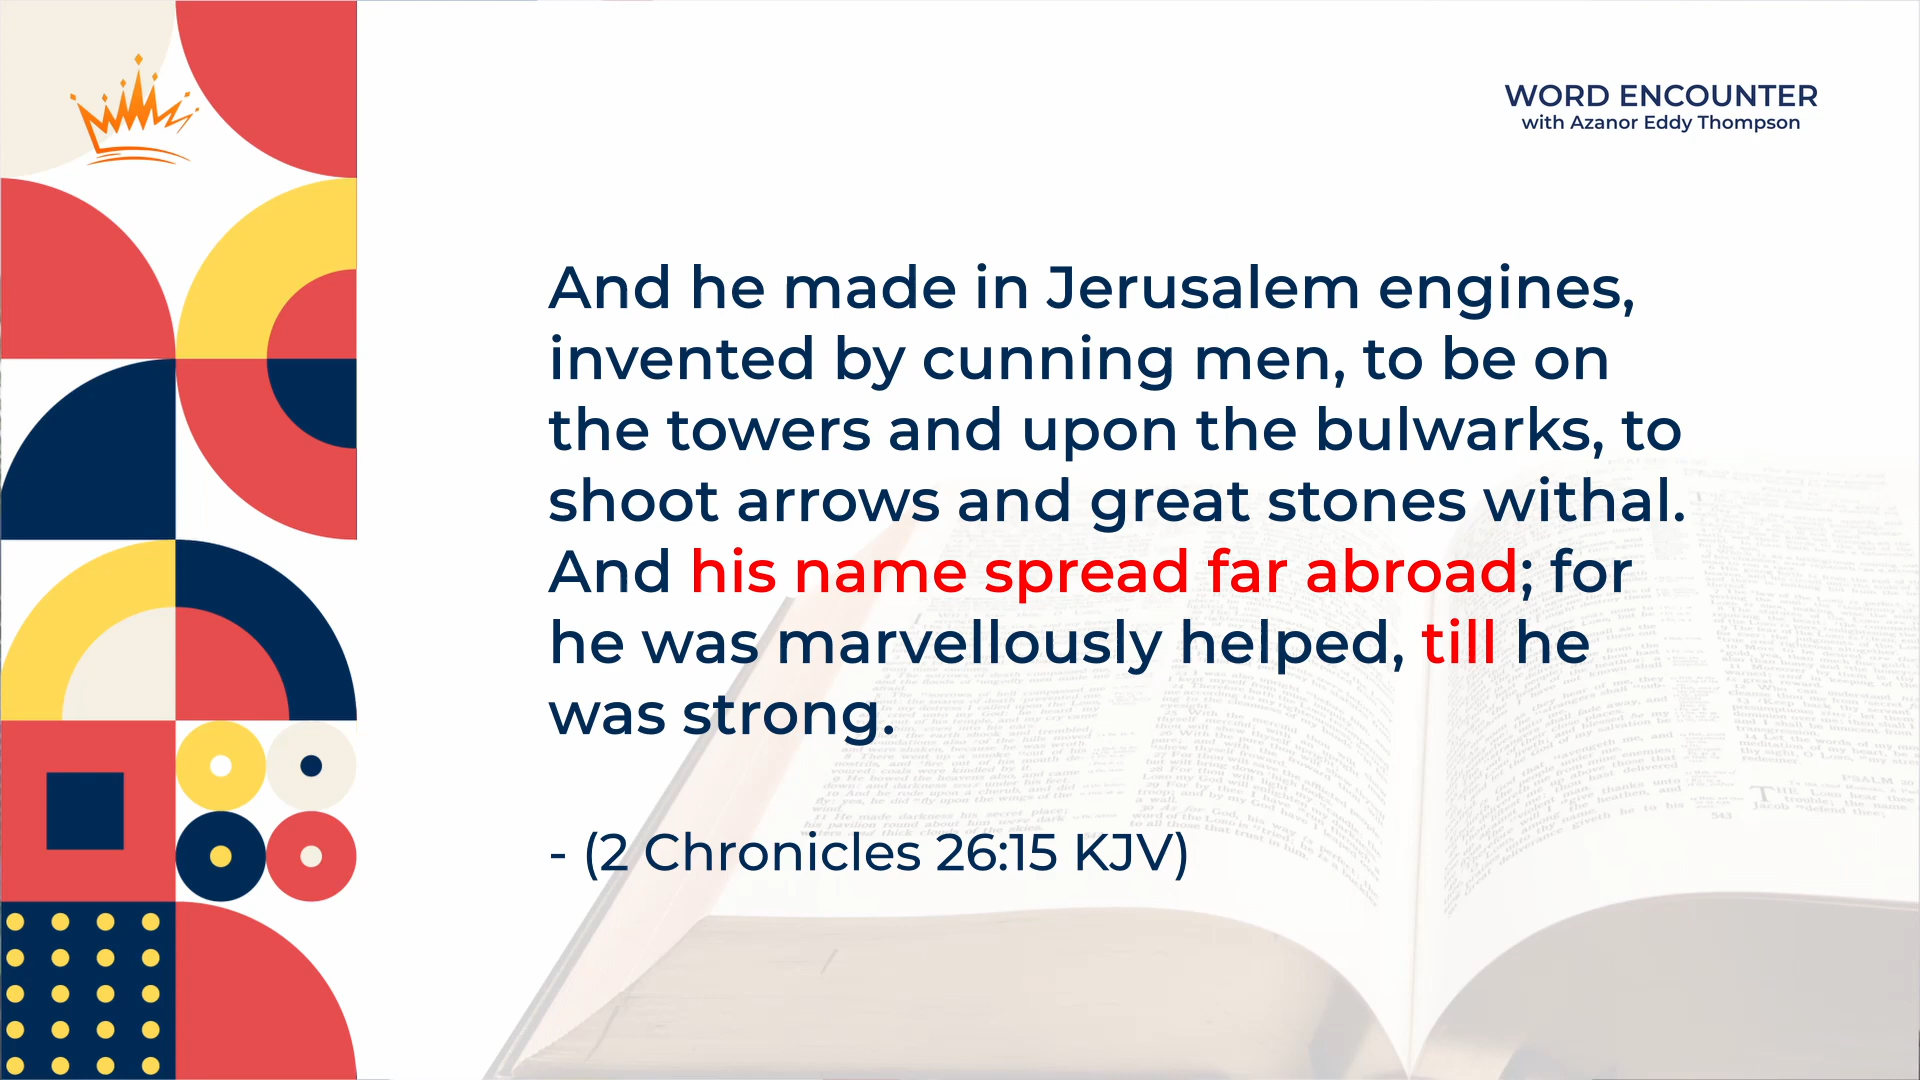 WORD ENCOUNTER
with Azanor Eddy Thompson
And he made in Jerusalem engines,
invented by cunning men, to be on
the towers and upon the bulwarks, to
shoot arrows and great stones withal.
And his name spread far abroad; for
he was marvellously helped, till he
was strong.
- (2 Chronicles 26:15 KJV)